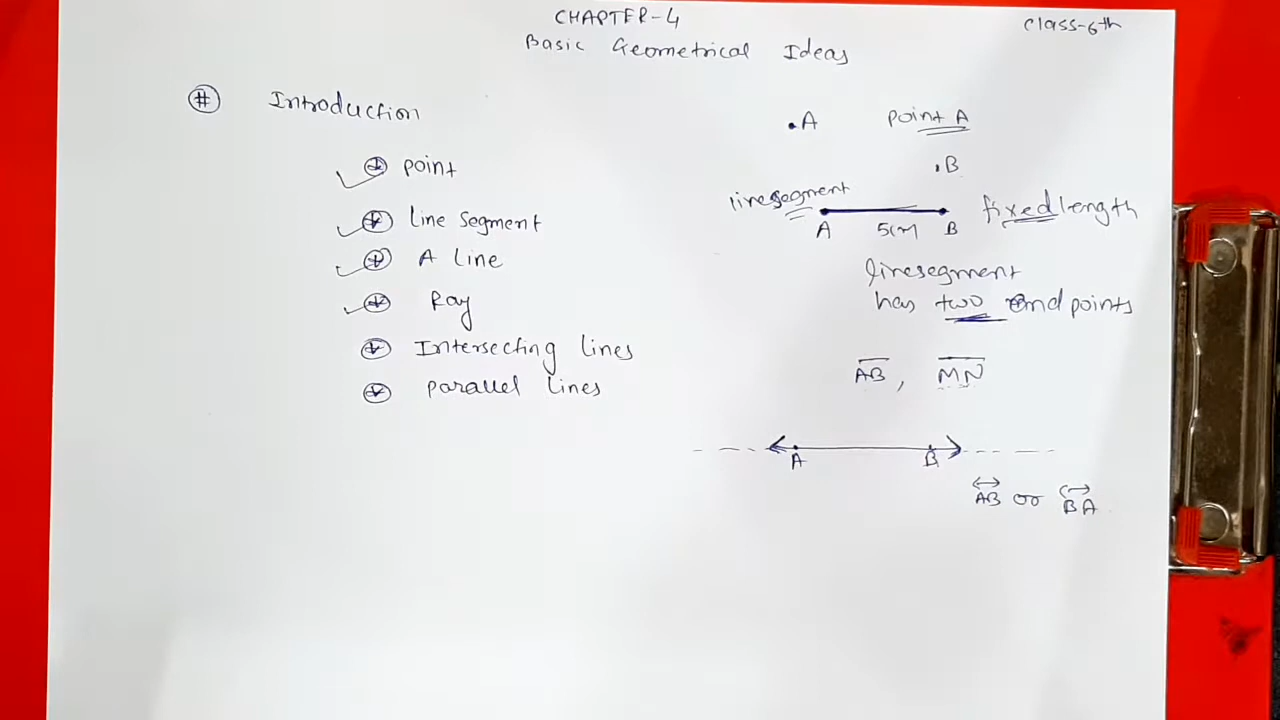 CHAPTER-4
Class-6th
Basic Geometrical Ideas
# Introduction
point
Line segment
A Line
Ray
Intersecting lines
parallel lines
.A point A
.B
linesegment
fixed length
A 5cm B
linesegment
has two end points
AB, MN
A B
AB or BA